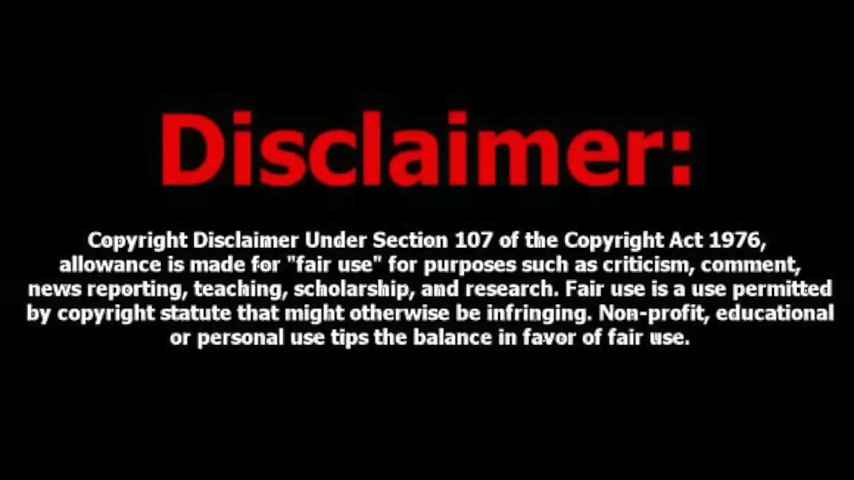 Disclaimer:
Copyright Disclaimer Under Section 107 of the Copyright Act 1976,
allowance is made for "fair use" for purposes such as criticism, comment,
news reporting, teaching, scholarship, and research. Fair use is a use permitted
by copyright statute that might otherwise be infringing. Non-profit, educational
or personal use tips the balance in favor of fair use.